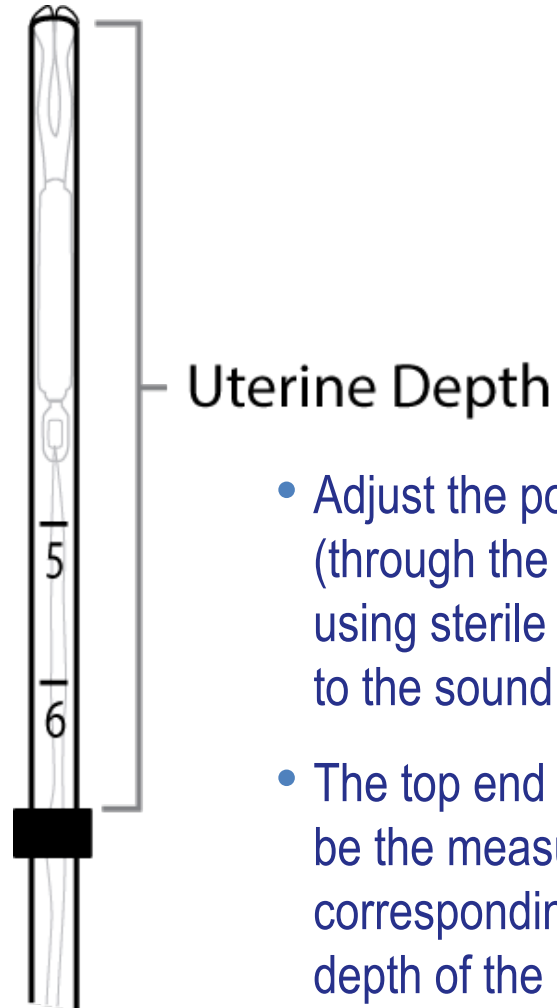 Uterine Depth
5
6
• Adjust the po
(through the
using sterile
to the sound
• The top end
be the measu
correspondin
depth of the